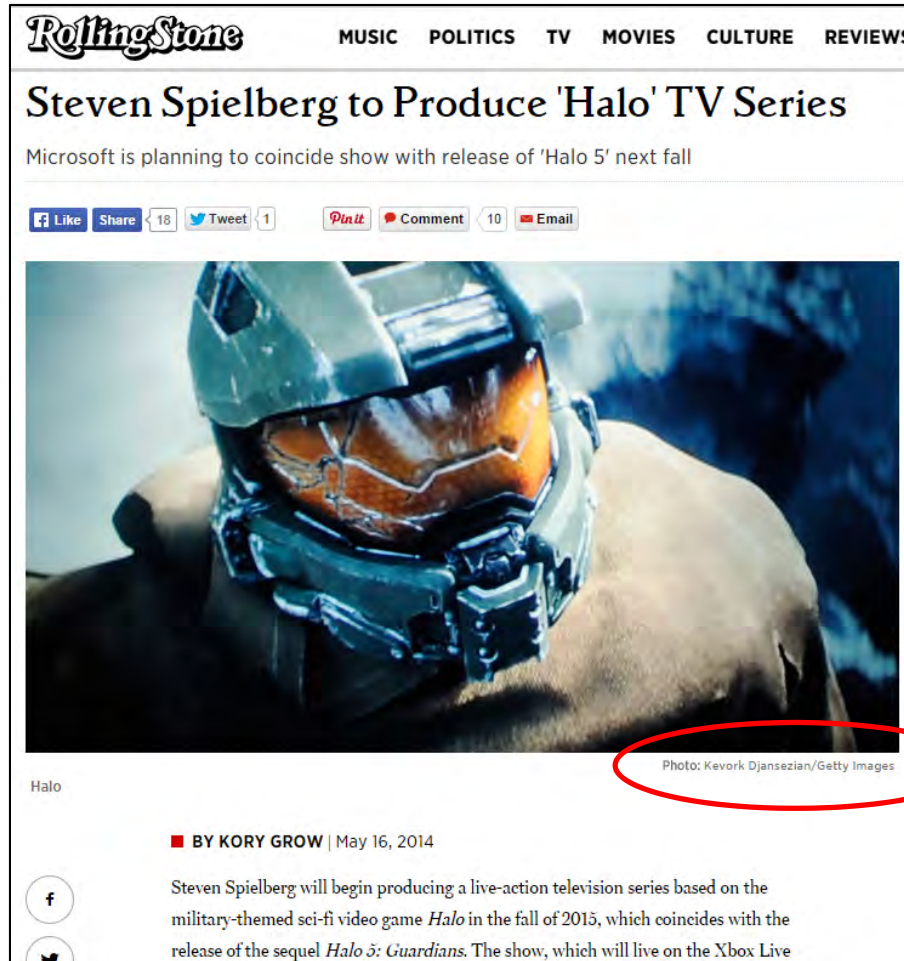 RollingStone MUSIC POLITICS TV MOVIES CULTURE REVIEWS
Steven Spielberg to Produce 'Halo' TV Series
Microsoft is planning to coincide show with release of 'Halo 5' next fall
Like Share 18 Tweet 1 Pin it Comment 10 Email
Photo: Kevork Djansezian/Getty Images
Halo
BY KORY GROW | May 16, 2014
Steven Spielberg will begin producing a live-action television series based on the
military-themed sci-fi video game Halo in the fall of 2015, which coincides with the
release of the sequel Halo 5: Guardians. The show, which will live on the Xbox Live